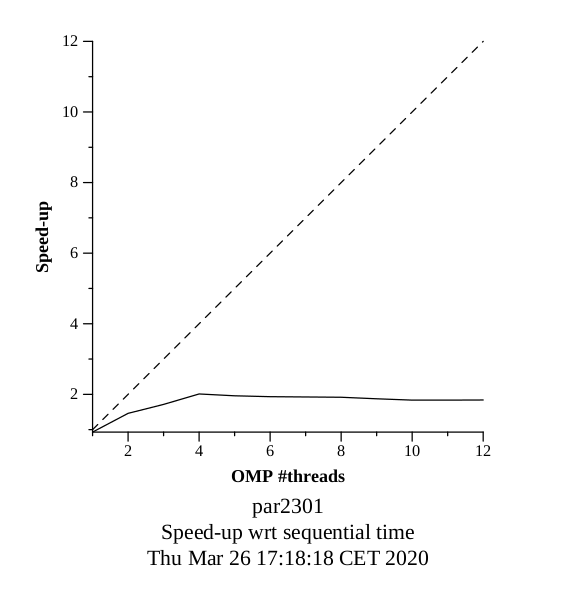 12
10
8
6
4
2
Speed-up
2 4 6 8 10 12
OMP #threads
par2301
Speed-up wrt sequential time
Thu Mar 26 17:18:18 CET 2020